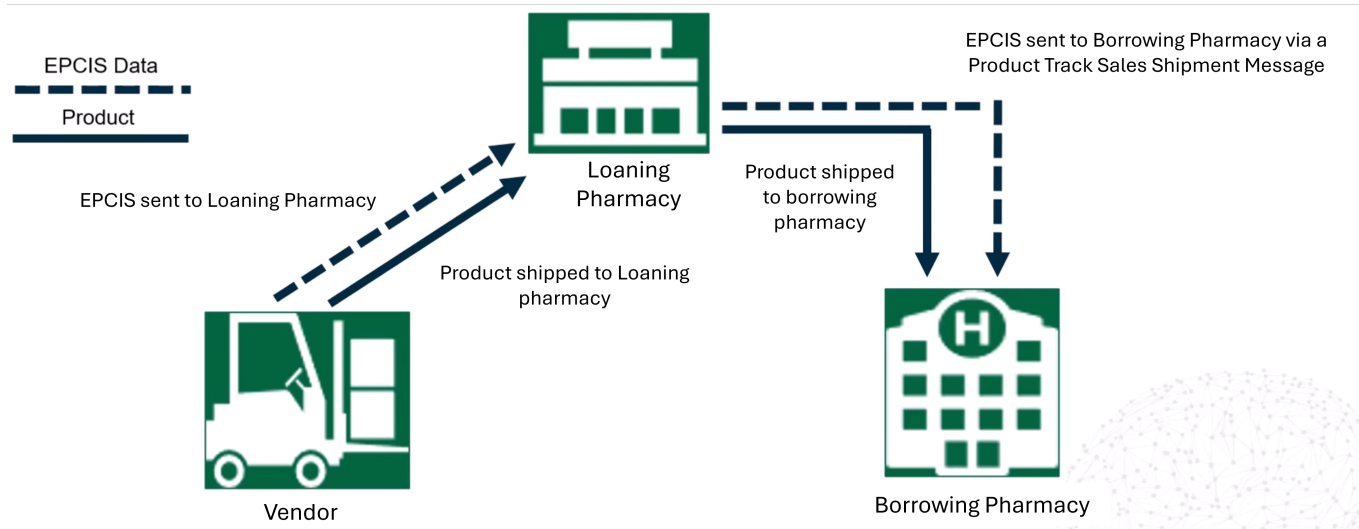 EPCIS Data
Product
EPCIS sent to Borrowing Pharmacy via a
Product Track Sales Shipment Message
Loaning
Pharmacy
Product shipped
to borrowing
pharmacy
EPCIS sent to Loaning Pharmacy
Product shipped to Loaning
pharmacy
H
Vendor
Borrowing Pharmacy